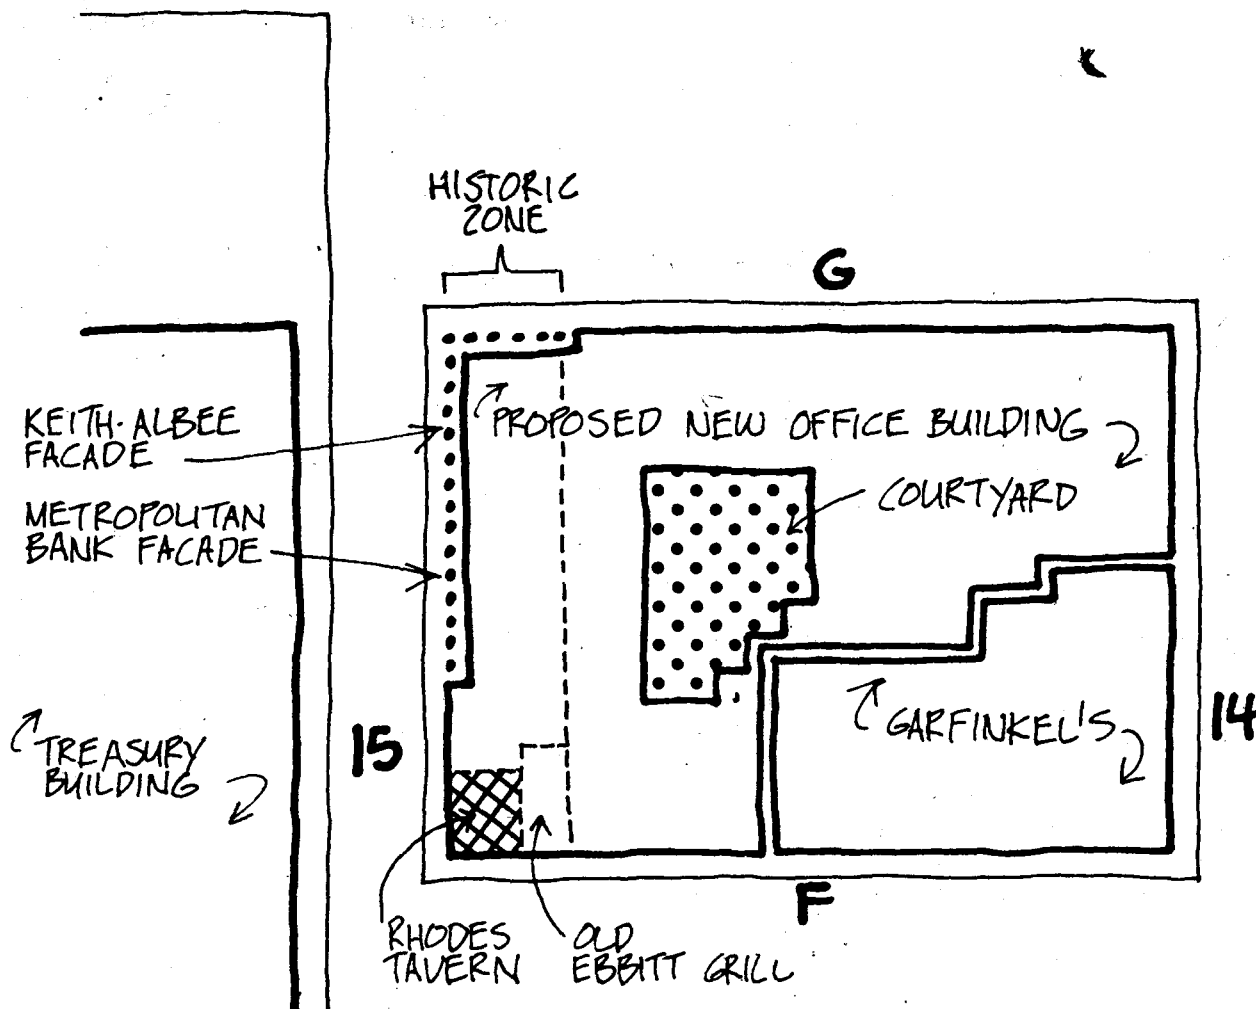 HISTORIC
ZONE
G
KEITH-ALBEE
FACADE
PROPOSED NEW OFFICE BUILDING
COURTYARD
METROPOLITAN
BANK FACADE
15
TREASURY
BUILDING
GARFINKEL'S
14
F
RHODES
TAVERN
OLD
EBBITT GRILL